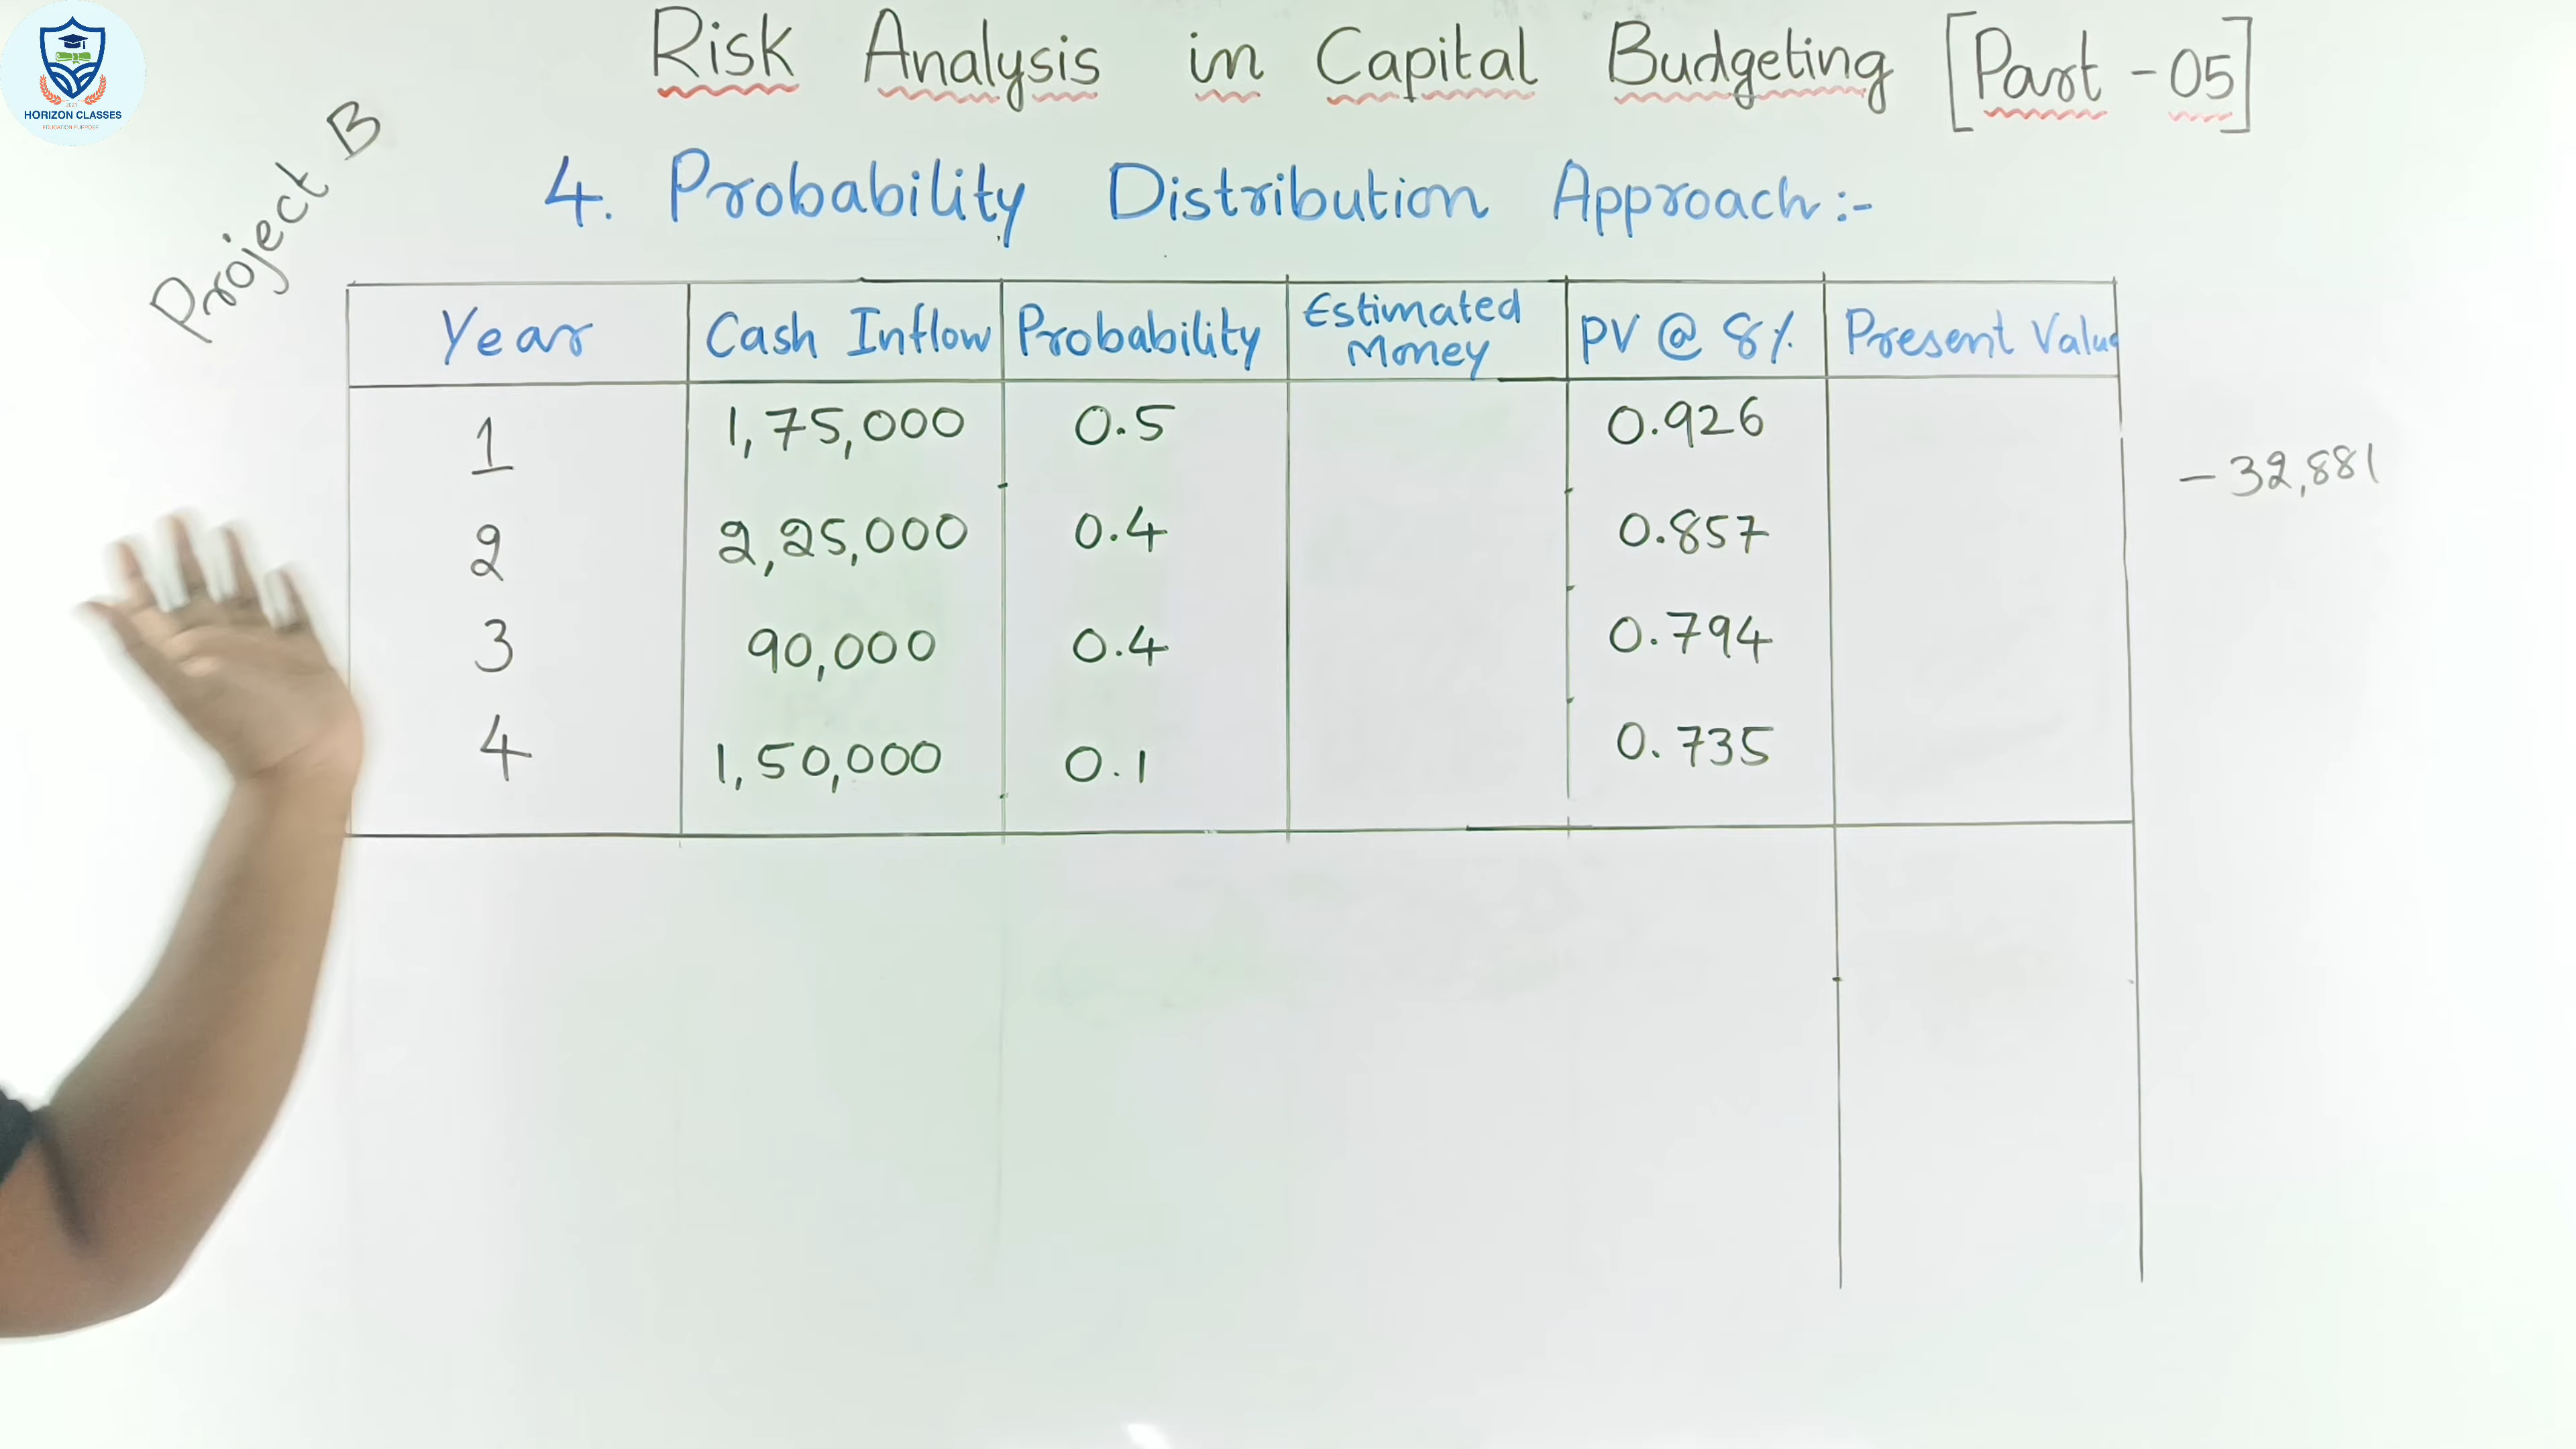 HORIZON CLASSES
EDUCATION PURPOSE
Risk Analysis in Capital Budgeting [Part - 05]
Project B
4. Probability Distribution Approach :-
Year Cash Inflow Probability Estimated Money PV @ 8% Present Value
1 1,75,000 0.5 0.926
- 32,881
2 2,25,000 0.4 0.857
3 90,000 0.4 0.794
4 1,50,000 0.1 0.735